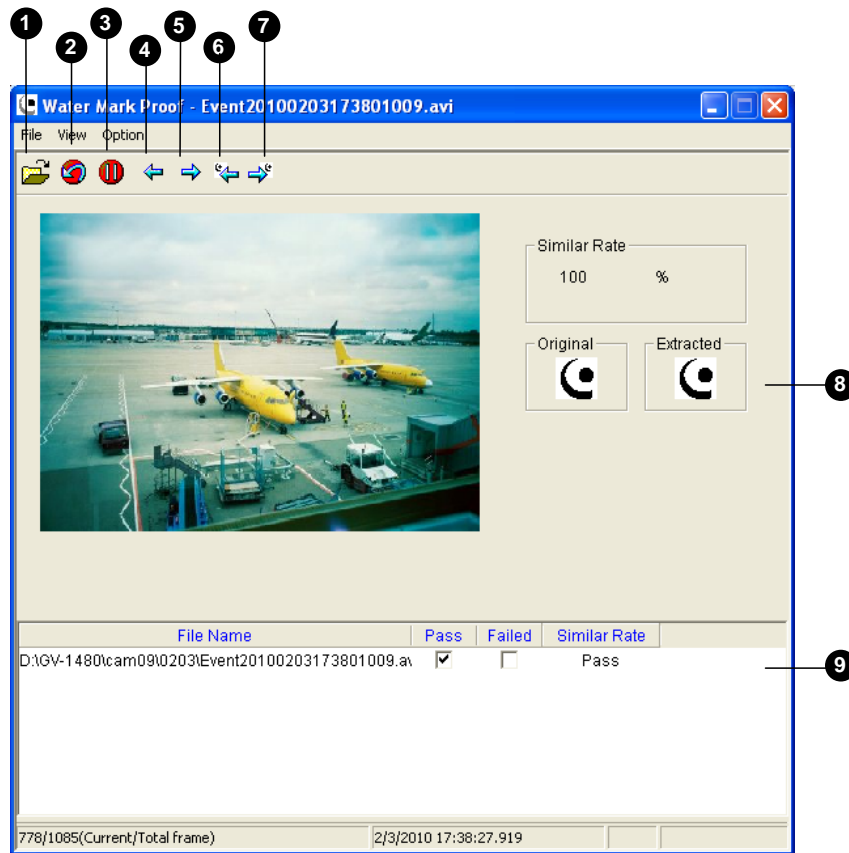 1
2
3
4
5
6
7
Water Mark Proof - Event20100203173801009.avi
File View Option
Similar Rate
100 %
Original
Extracted
8
File Name Pass Failed Similar Rate
D:\GV-1480\cam09\0203\Event20100203173801009.av Pass
9
778/1085(Current/Total frame) 2/3/2010 17:38:27.919